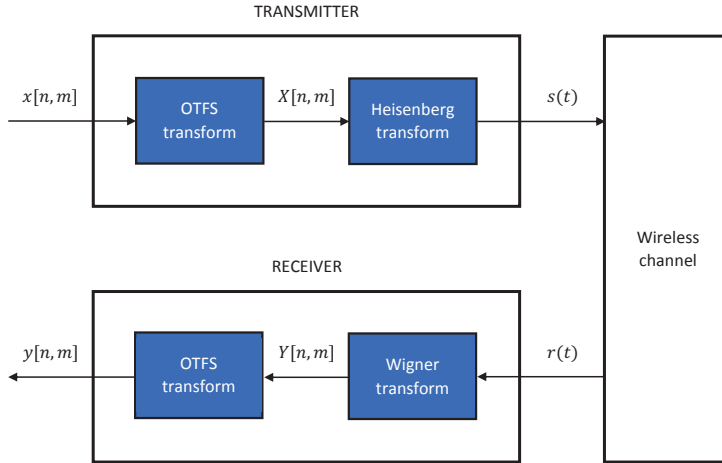 TRANSMITTER
x[n, m]
OTFS
transform
X[n, m]
Heisenberg
transform
s(t)
Wireless
channel
RECEIVER
y[n, m]
OTFS
transform
Y[n, m]
Wigner
transform
r(t)